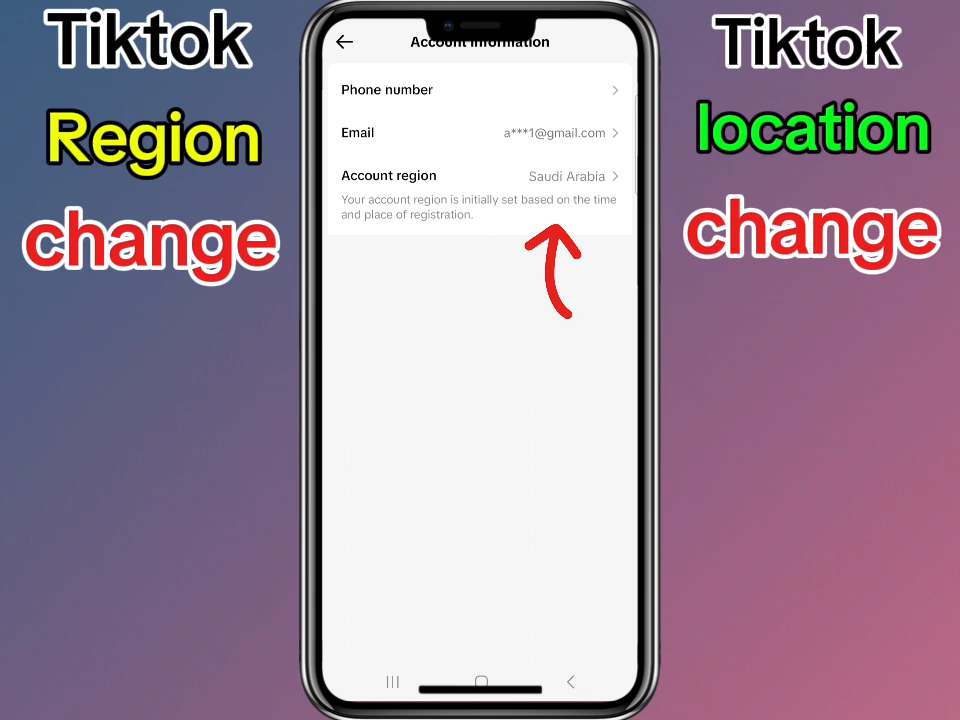 Tiktok
Region
change
Account information
Phone number
Email a***1@gmail.com
Account region Saudi Arabia
Your account region is initially set based on the time
and place of registration.
Tiktok
location
change